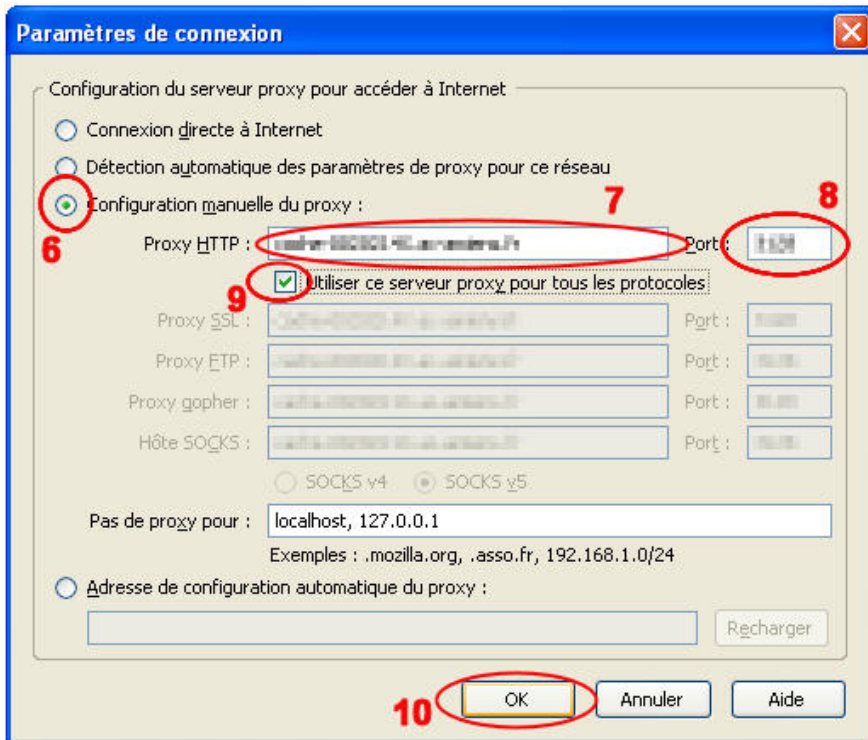 Paramètres de connexion
Configuration du serveur proxy pour accéder à Internet
Connexion directe à Internet
Détection automatique des paramètres de proxy pour ce réseau
6 Configuration manuelle du proxy :
7
8
Proxy HTTP : Port :
9 Utiliser ce serveur proxy pour tous les protocoles
Proxy SSL : Port :
Proxy FTP : Port :
Proxy gopher : Port :
Hôte SOCKS : Port :
SOCKS v4 SOCKS v5
Pas de proxy pour : localhost, 127.0.0.1
Exemples : .mozilla.org, .asso.fr, 192.168.1.0/24
Adresse de configuration automatique du proxy :
Recharger
10 OK Annuler Aide